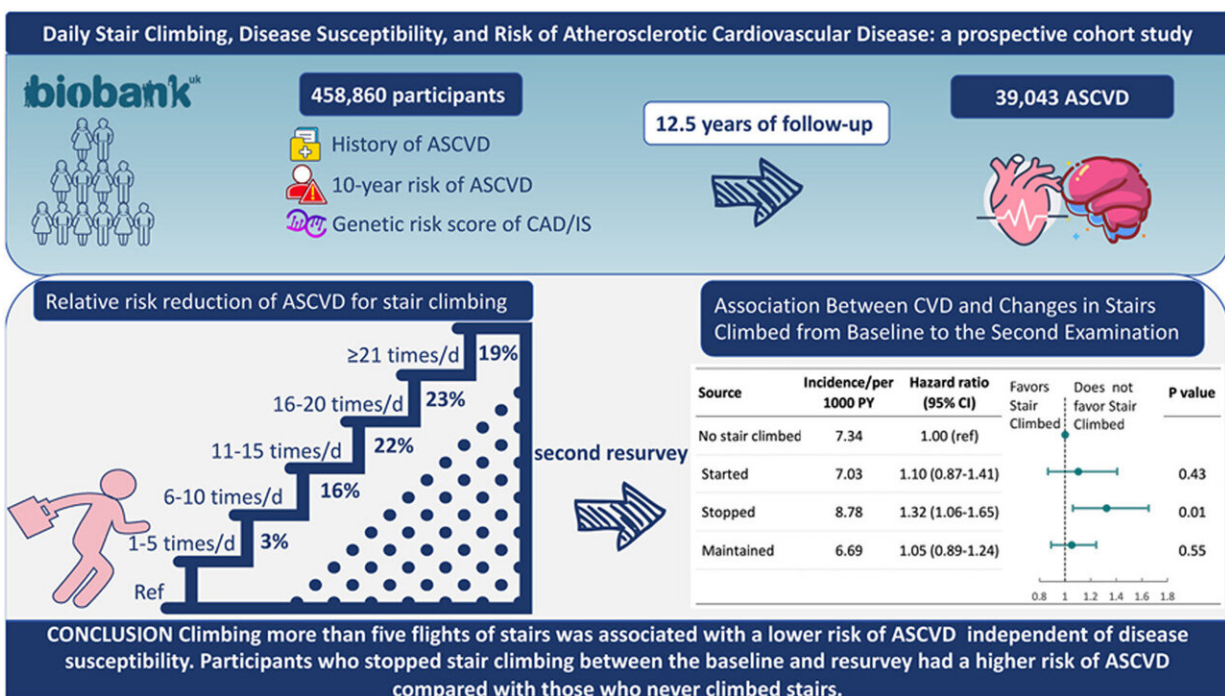 Daily Stair Climbing, Disease Susceptibility, and Risk of Atherosclerotic Cardiovascular Disease: a prospective cohort study
biobank uk
458,860 participants
History of ASCVD
10-year risk of ASCVD
Genetic risk score of CAD/IS
12.5 years of follow-up
39,043 ASCVD
Relative risk reduction of ASCVD for stair climbing
≥21 times/d 19%
16-20 times/d 23%
11-15 times/d 22%
6-10 times/d 16%
1-5 times/d 3%
Ref
second resurvey
Association Between CVD and Changes in Stairs
Climbed from Baseline to the Second Examination
Source Incidence/per 1000 PY Hazard ratio (95% CI) Favors Stair Climbed Does not favor Stair Climbed P value
No stair climbed 7.34 1.00 (ref)
Started 7.03 1.10 (0.87-1.41) 0.43
Stopped 8.78 1.32 (1.06-1.65) 0.01
Maintained 6.69 1.05 (0.89-1.24) 0.55
0.8 1 1.2 1.4 1.6 1.8
CONCLUSION Climbing more than five flights of stairs was associated with a lower risk of ASCVD independent of disease
susceptibility. Participants who stopped stair climbing between the baseline and resurvey had a higher risk of ASCVD
compared with those who never climbed stairs.